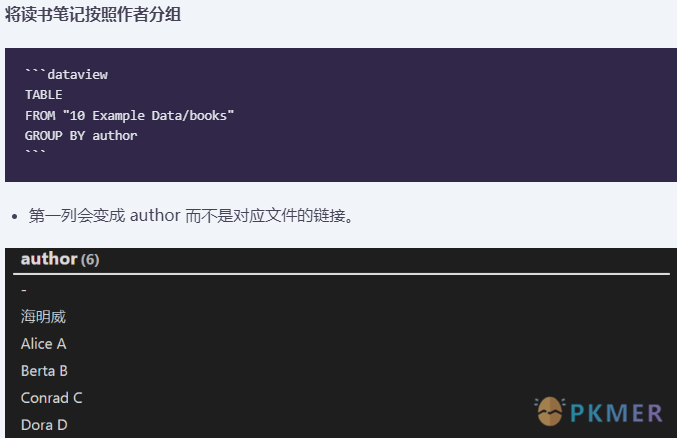 将读书笔记按照作者分组
```dataview
TABLE
FROM "10 Example Data/books"
GROUP BY author
```
• 第一列会变成 author 而不是对应文件的链接。
author (6)
-
海明威
Alice A
Berta B
Conrad C
Dora D
PKMER